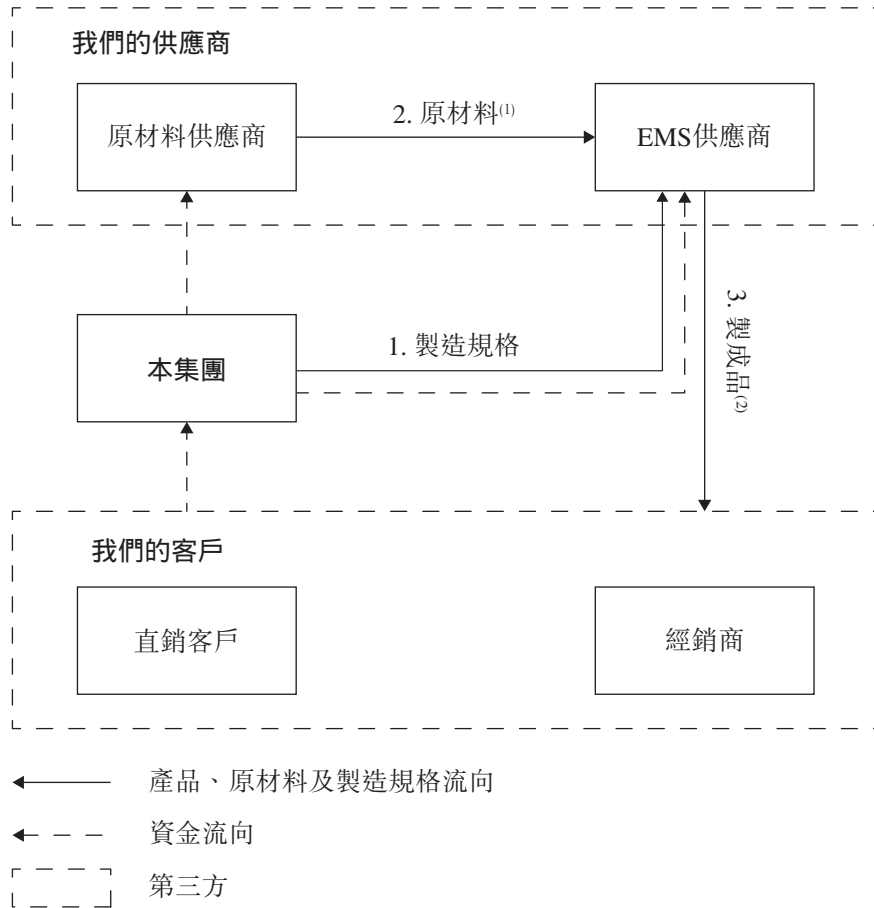 我們的供應商
原材料供應商
2. 原材料(1)
EMS供應商
本集團
1. 製造規格
3. 製成品(2)
我們的客戶
直銷客戶
經銷商
產品、原材料及製造規格流向
資金流向
第三方